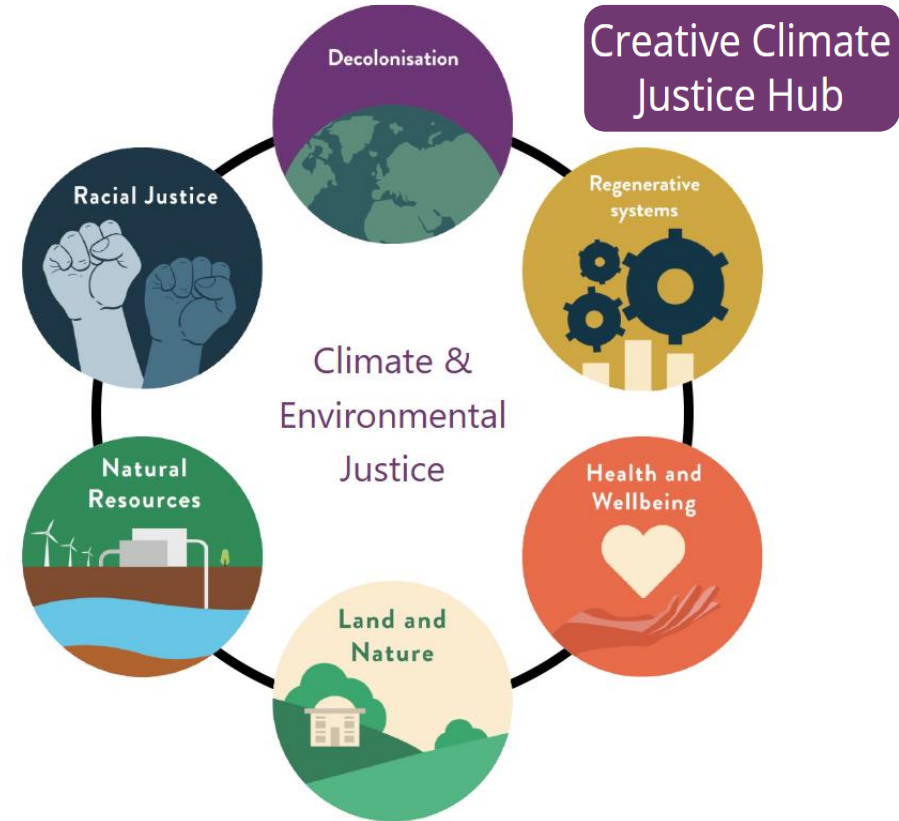 Creative Climate
Justice Hub
Decolonisation
Racial Justice
Regenerative
systems
Climate &
Environmental
Justice
Natural
Resources
Health and
Wellbeing
Land and
Nature